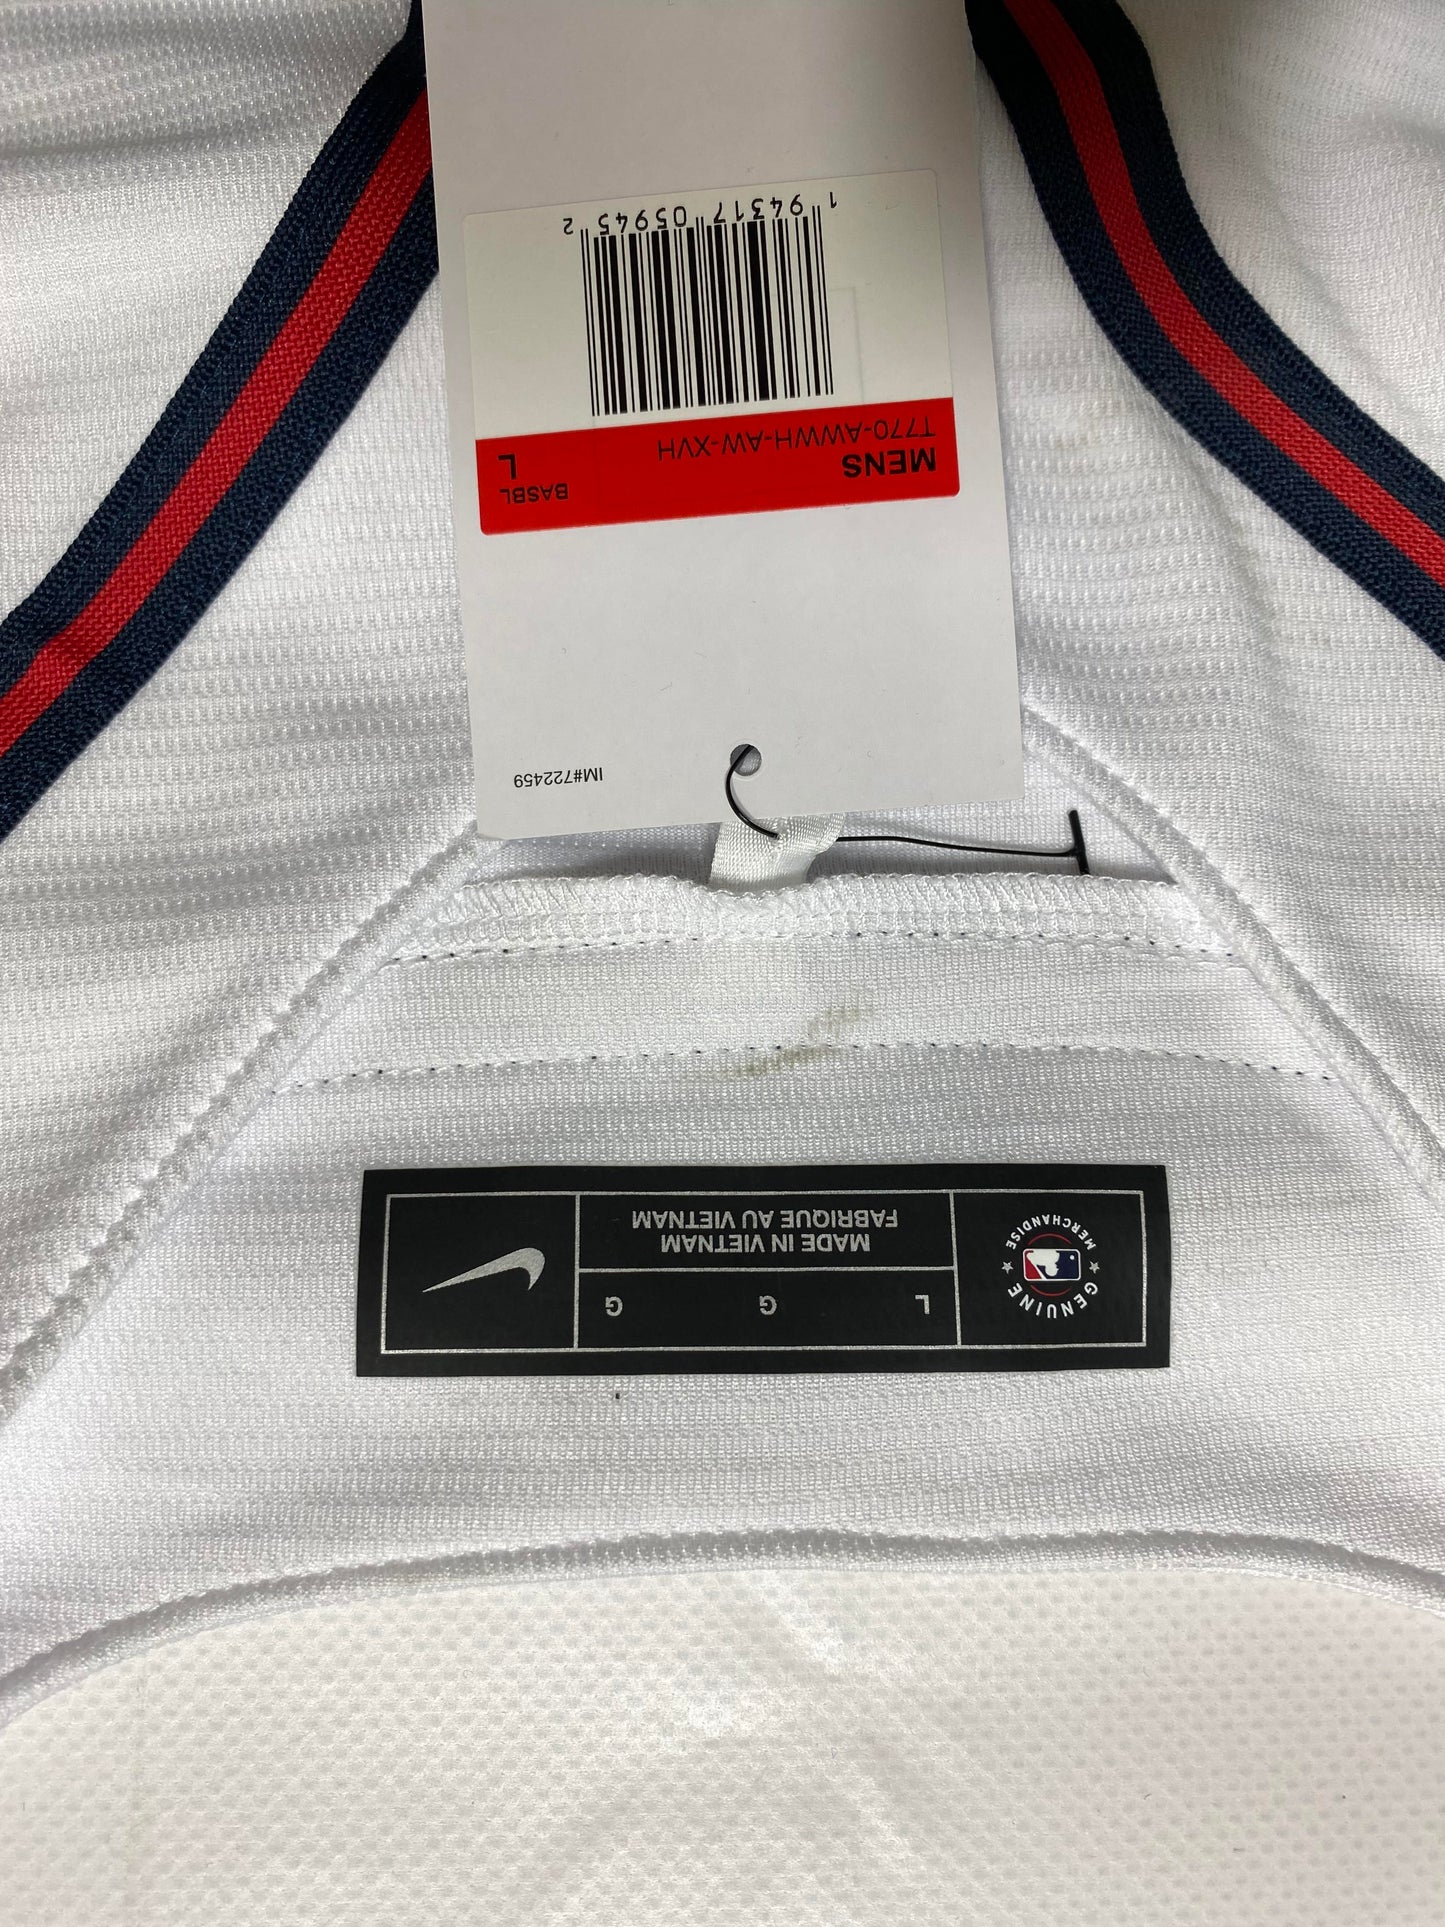 IM#722459
MENS
T770-AWWH-AW-XVH
BASBL
L
1 94317 05945 2
GENUINE
MERCHANDISE
L G G
MADE IN VIETNAM
FABRIQUE AU VIETNAM